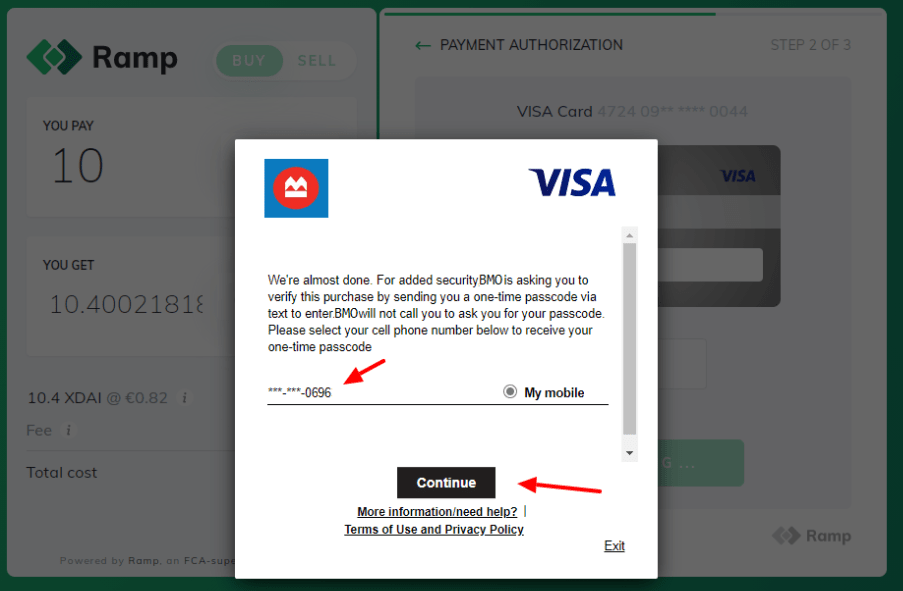 Ramp
BUY SELL
YOU PAY
10
YOU GET
10.40021818
10.4 XDAI @ €0.82 i
Fee i
Total cost
Powered by Ramp, an FCA-supe
← PAYMENT AUTHORIZATION
STEP 2 OF 3
VISA Card 4724 09** **** 0044
VISA
VISA
We're almost done. For added securityBMOis asking you to
verify this purchase by sending you a one-time passcode via
text to enter.BMOwill not call you to ask you for your passcode.
Please select your cell phone number below to receive your
one-time passcode
***-***-0696
My mobile
Continue
More information/need help? |
Terms of Use and Privacy Policy
Exit
G ...
Ramp